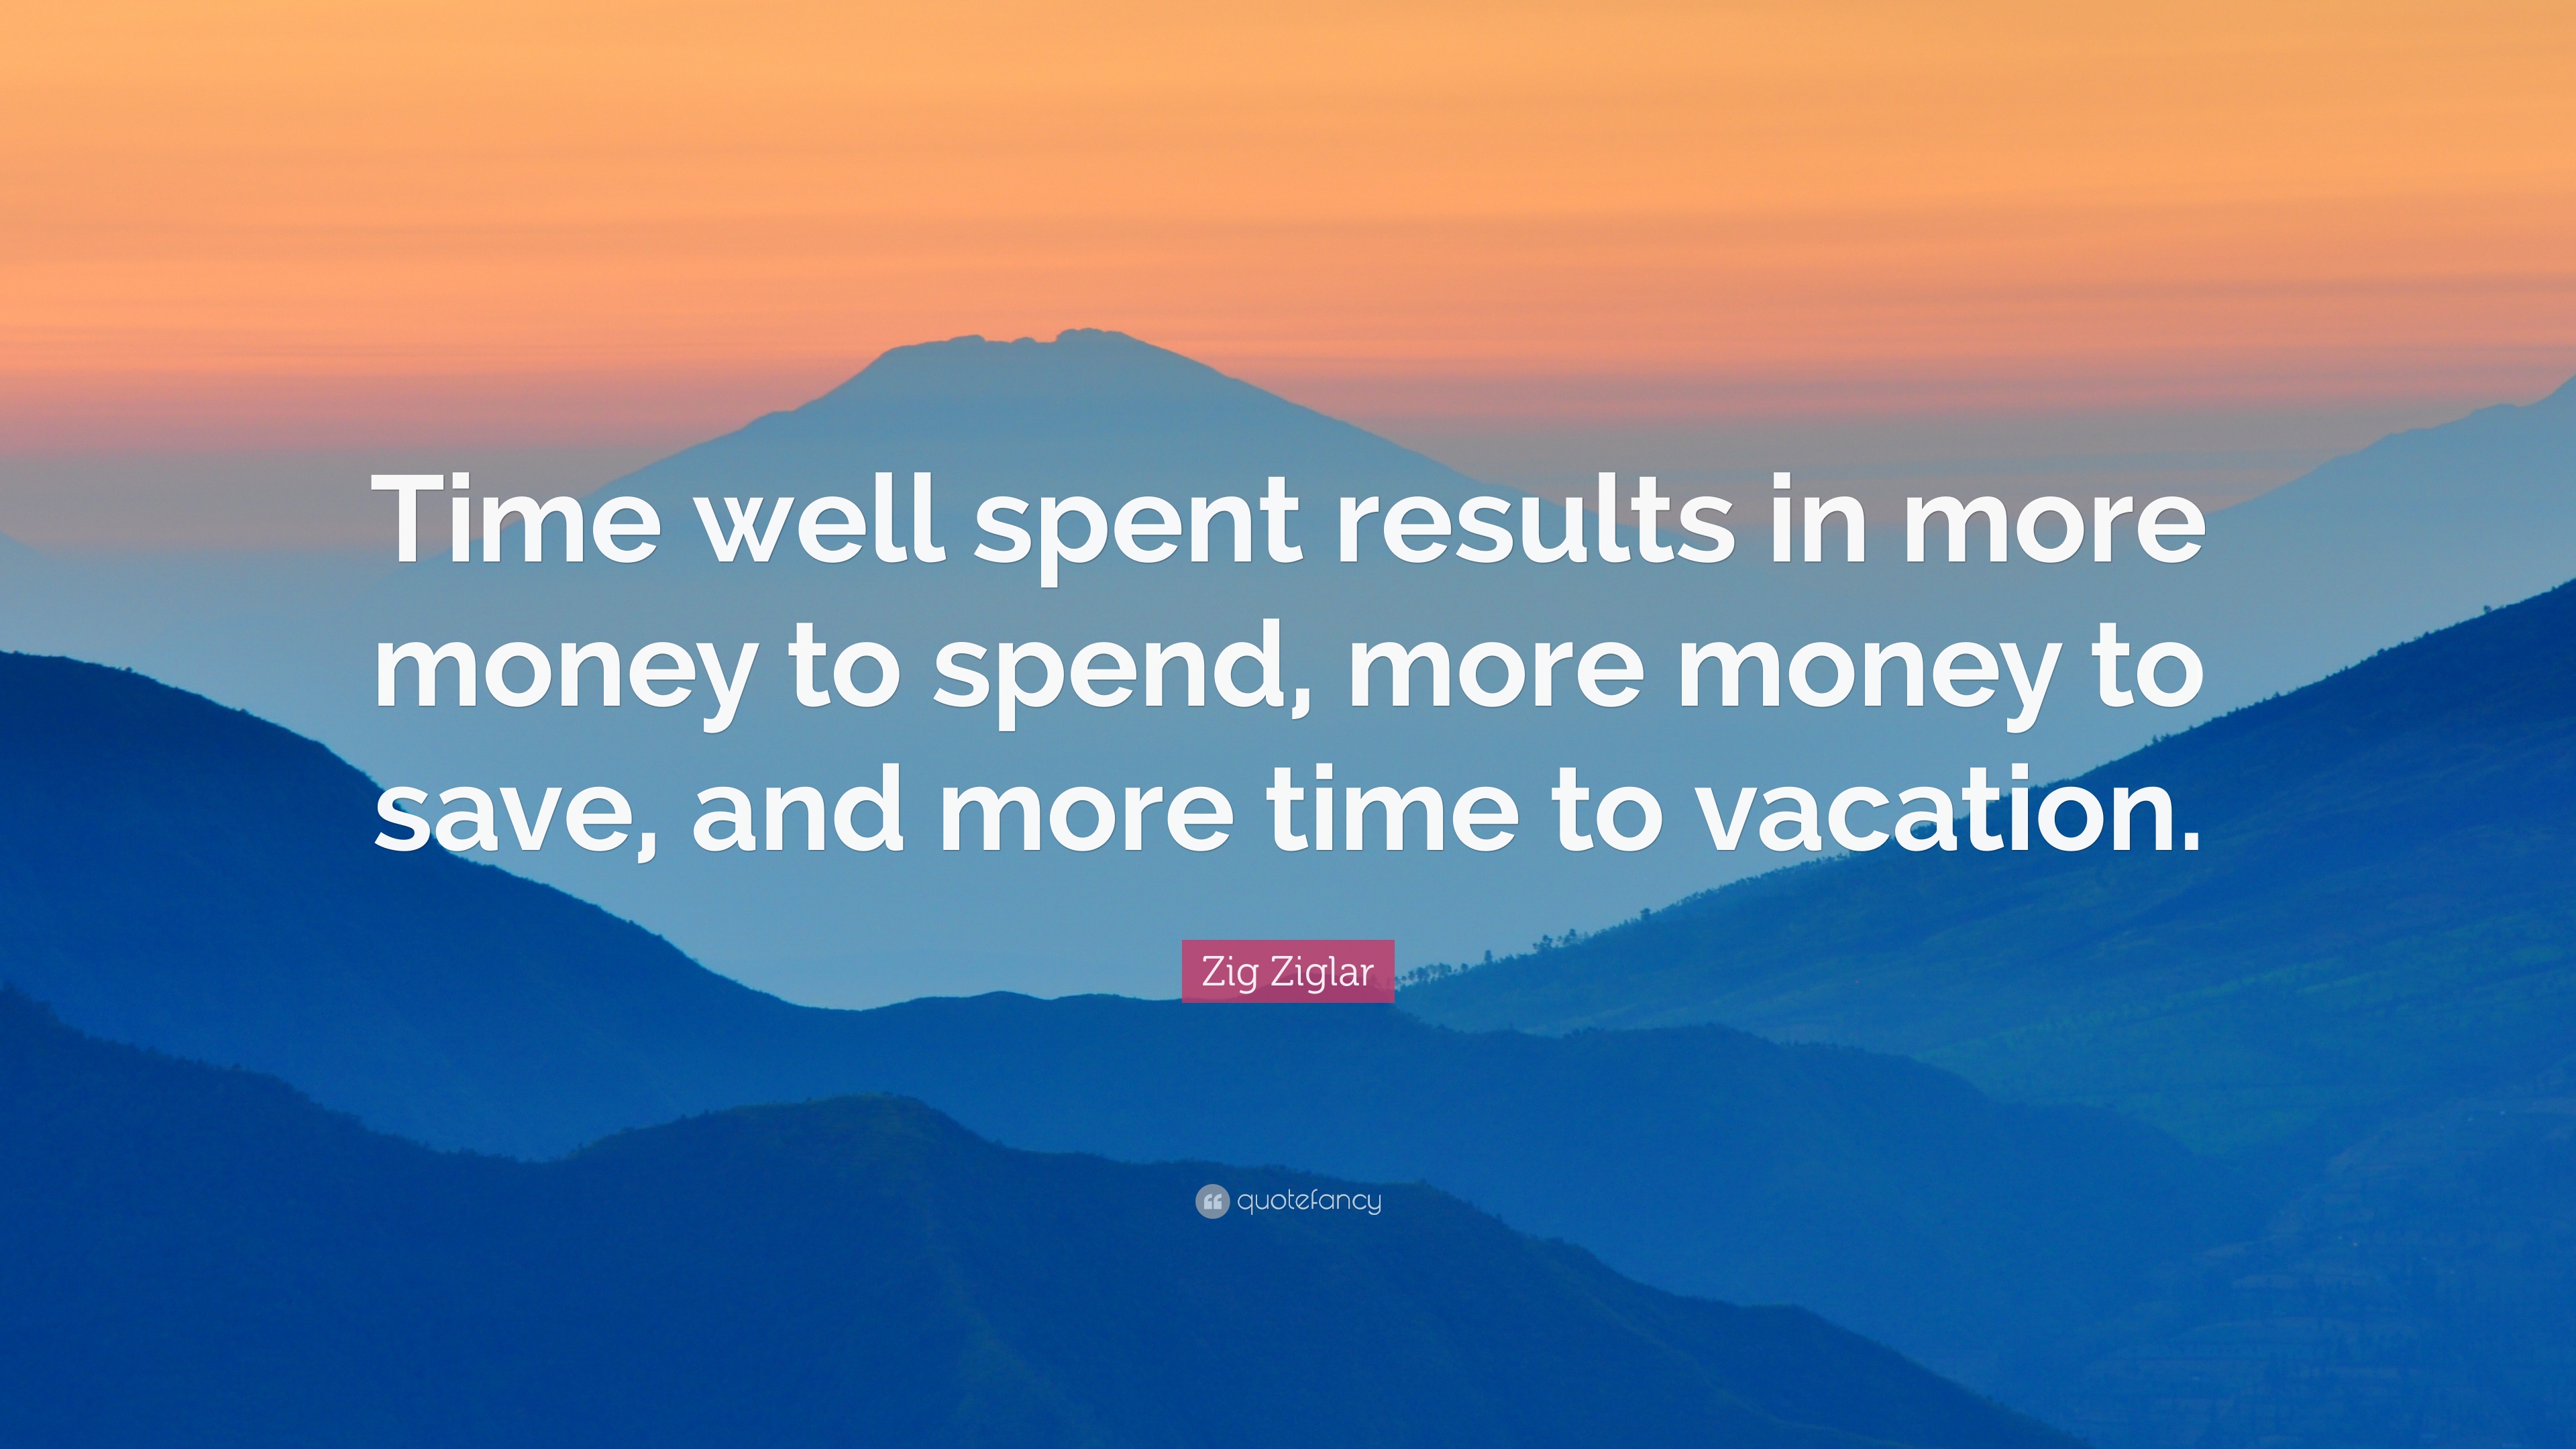 Time well spent results in more
money to spend, more money to
save, and more time to vacation.
Zig Ziglar
quotefancy